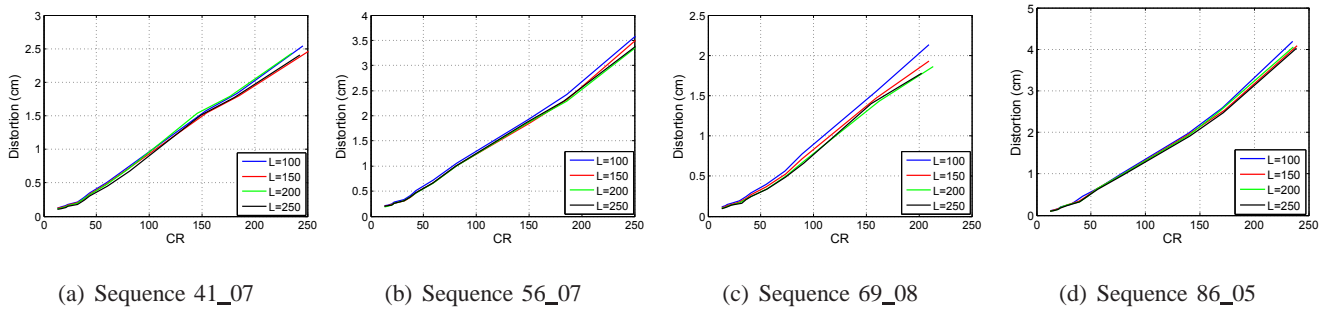 3
2.5
2
1.5
1
0.5
0
0 50 100 150 200 250
Distortion (cm)
CR
L=100
L=150
L=200
L=250
(a) Sequence 41_07
4
3.5
3
2.5
2
1.5
1
0.5
0
0 50 100 150 200 250
Distortion (cm)
CR
L=100
L=150
L=200
L=250
(b) Sequence 56_07
2.5
2
1.5
1
0.5
0
0 50 100 150 200 250
Distortion (cm)
CR
L=100
L=150
L=200
L=250
(c) Sequence 69_08
5
4
3
2
1
0
0 50 100 150 200 250
Distortion (cm)
CR
L=100
L=150
L=200
L=250
(d) Sequence 86_05